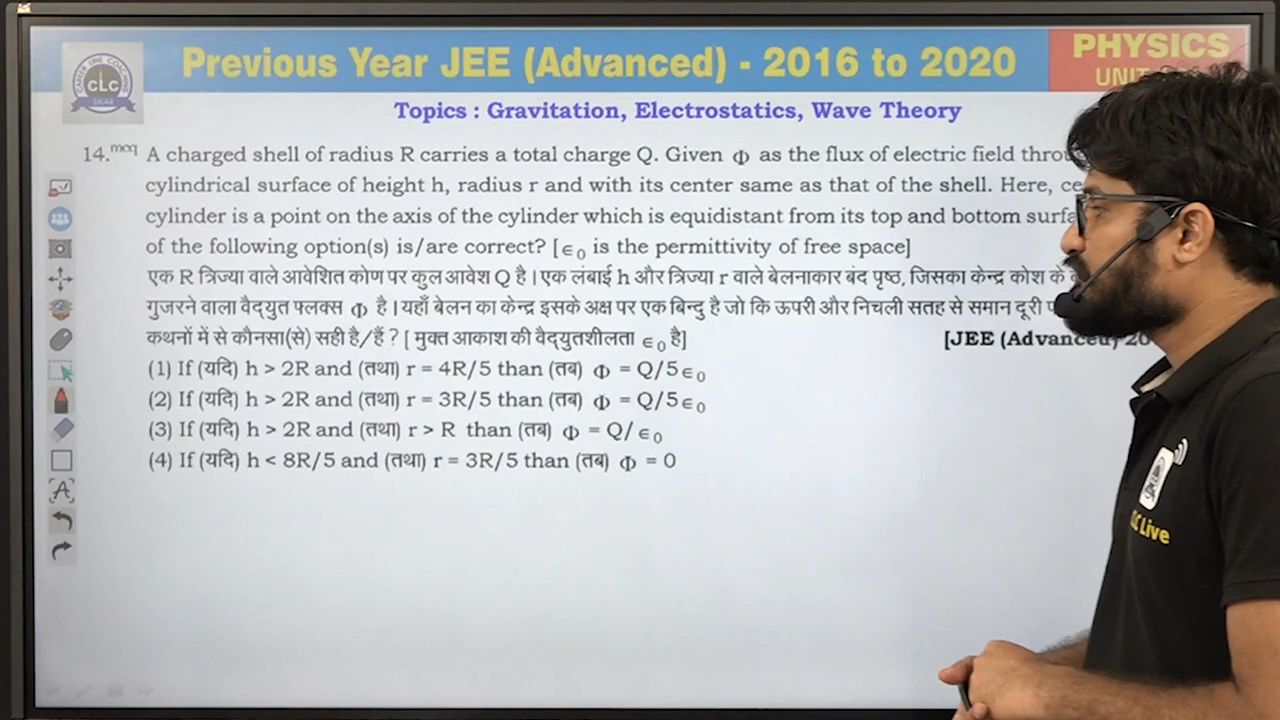 Previous Year JEE (Advanced) - 2016 to 2020
PHYSICS
UNIT
CLC
SIKAR
Topics : Gravitation, Electrostatics, Wave Theory
14.mcq A charged shell of radius R carries a total charge Q. Given Φ as the flux of electric field
cylindrical surface of height h, radius r and with its center same as that of the shell. Here,
cylinder is a point on the axis of the cylinder which is equidistant from its top and bottom
of the following option(s) is/are correct? [∈0 is the permittivity of free space]
एक R त्रिज्या वाले आवेशित कोण पर कुल आवेश Q है। एक लंबाई h और त्रिज्या r वाले बेलनाकार बंद पृष्ठ, जिसका केन्द्र कोश के
गुजरने वाला वैद्युत फ्लक्स Φ है। यहाँ बेलन का केन्द्र इसके अक्ष पर एक बिन्दु है जो कि ऊपरी और निचली सतह से समान दूरी
कथनों में से कौनसा(से) सही है/हैं ? [ मुक्त आकाश की वैद्युतशीलता ∈0 है]
[JEE (Advanced) 20
(1) If (यदि) h > 2R and (तथा) r = 4R/5 than (तब) Φ = Q/5∈0
(2) If (यदि) h > 2R and (तथा) r = 3R/5 than (तब) Φ = Q/5∈0
(3) If (यदि) h > 2R and (तथा) r > R than (तब) Φ = Q/∈0
(4) If (यदि) h < 8R/5 and (तथा) r = 3R/5 than (तब) Φ = 0
A
Live